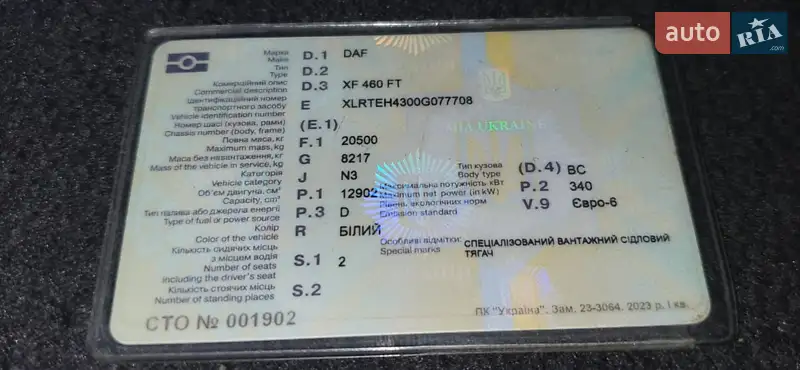 auto RIA .com
Марка D.1 DAF
Make
Тип D.2
Type
Комерційний опис D.3 XF 460 FT
Commercial description
Ідентифікаційний номер
транспортного засобу E XLRTEH4300G077708
Vehicle identification number
Номер шасі (кузова, рами) (E.1)
Chassis number (body, frame)
Повна маса, кг F.1 20500
Maximum mass, kg
Маса без навантаження, кг G 8217
Mass of the vehicle in service, kg
Категорія J N3
Vehicle category
Об'єм двигуна, см³ P.1 12902
Capacity, cm³
Тип палива або джерела енергії P.3 D
Type of fuel or power source
Колір R БІЛИЙ
Color of the vehicle
Кількість сидячих місць
з місцем водія S.1 2
Number of seats
including the driver's seat
Кількість стоячих місць S.2
Number of standing places
UKRAINE
Тип кузова (D.4) BC
Body type
Максимальна потужність кВт P.2 340
Maximum net power (in kW)
Рівень екологічних норм V.9 Євро-6
Emission standard
Особливі відмітки: СПЕЦІАЛІЗОВАНИЙ ВАНТАЖНИЙ СІДЛОВИЙ
Special marks ТЯГАЧ
СТО № 001902
ПК "Україна". Зам. 23-3064. 2023 р. І кв.